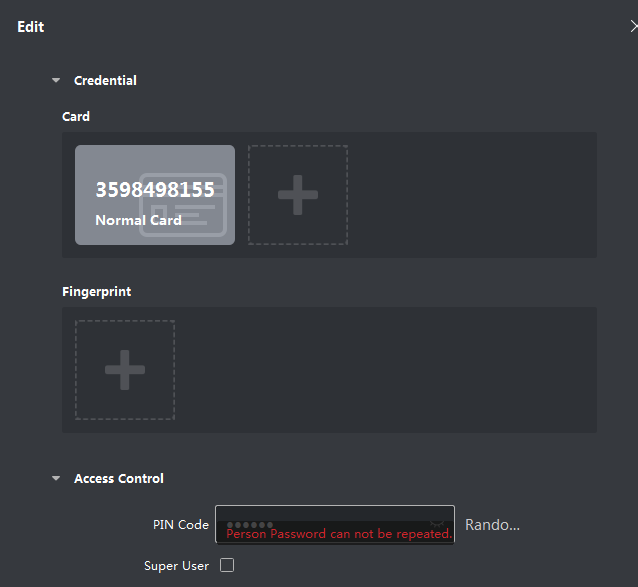 Edit
Credential
Card
3598498155
Normal Card
Fingerprint
Access Control
PIN Code
Person Password can not be repeated.
Rando...
Super User